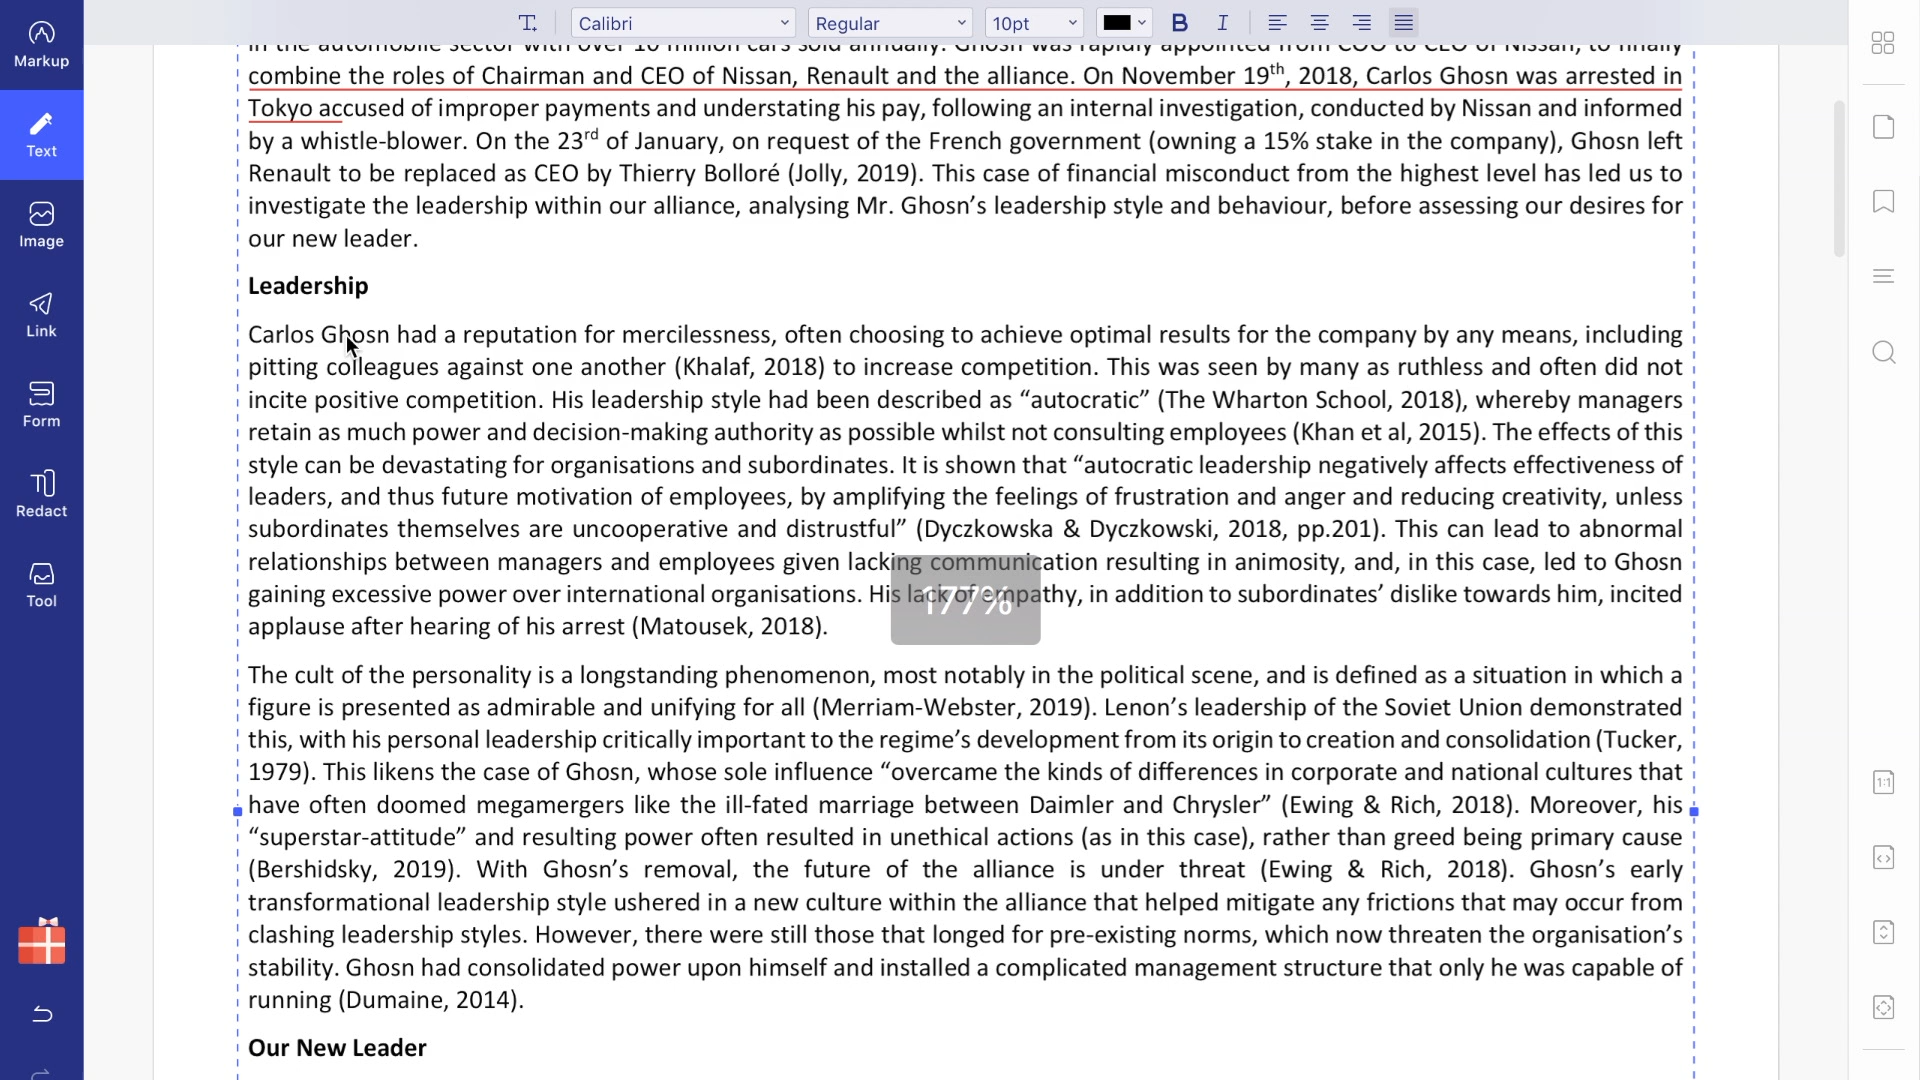 Calibri
Regular
10pt
B
I
Markup
Text
Image
Link
Form
Redact
Tool
in the automobile sector with over 10 million cars sold annually. Ghosn was rapidly appointed from COO to CEO of Nissan, to finally
combine the roles of Chairman and CEO of Nissan, Renault and the alliance. On November 19th, 2018, Carlos Ghosn was arrested in
Tokyo accused of improper payments and understating his pay, following an internal investigation, conducted by Nissan and informed
by a whistle-blower. On the 23rd of January, on request of the French government (owning a 15% stake in the company), Ghosn left
Renault to be replaced as CEO by Thierry Bolloré (Jolly, 2019). This case of financial misconduct from the highest level has led us to
investigate the leadership within our alliance, analysing Mr. Ghosn’s leadership style and behaviour, before assessing our desires for
our new leader.
Leadership
Carlos Ghosn had a reputation for mercilessness, often choosing to achieve optimal results for the company by any means, including
pitting colleagues against one another (Khalaf, 2018) to increase competition. This was seen by many as ruthless and often did not
incite positive competition. His leadership style had been described as “autocratic” (The Wharton School, 2018), whereby managers
retain as much power and decision-making authority as possible whilst not consulting employees (Khan et al, 2015). The effects of this
style can be devastating for organisations and subordinates. It is shown that “autocratic leadership negatively affects effectiveness of
leaders, and thus future motivation of employees, by amplifying the feelings of frustration and anger and reducing creativity, unless
subordinates themselves are uncooperative and distrustful” (Dyczkowska & Dyczkowski, 2018, pp.201). This can lead to abnormal
relationships between managers and employees given lacking communication resulting in animosity, and, in this case, led to Ghosn
gaining excessive power over international organisations. His lack of empathy, in addition to subordinates’ dislike towards him, incited
177%
applause after hearing of his arrest (Matousek, 2018).
The cult of the personality is a longstanding phenomenon, most notably in the political scene, and is defined as a situation in which a
figure is presented as admirable and unifying for all (Merriam-Webster, 2019). Lenon’s leadership of the Soviet Union demonstrated
this, with his personal leadership critically important to the regime’s development from its origin to creation and consolidation (Tucker,
1979). This likens the case of Ghosn, whose sole influence “overcame the kinds of differences in corporate and national cultures that
have often doomed megamergers like the ill-fated marriage between Daimler and Chrysler” (Ewing & Rich, 2018). Moreover, his
“superstar-attitude” and resulting power often resulted in unethical actions (as in this case), rather than greed being primary cause
(Bershidsky, 2019). With Ghosn’s removal, the future of the alliance is under threat (Ewing & Rich, 2018). Ghosn’s early
transformational leadership style ushered in a new culture within the alliance that helped mitigate any frictions that may occur from
clashing leadership styles. However, there were still those that longed for pre-existing norms, which now threaten the organisation’s
stability. Ghosn had consolidated power upon himself and installed a complicated management structure that only he was capable of
running (Dumaine, 2014).
Our New Leader
1:1